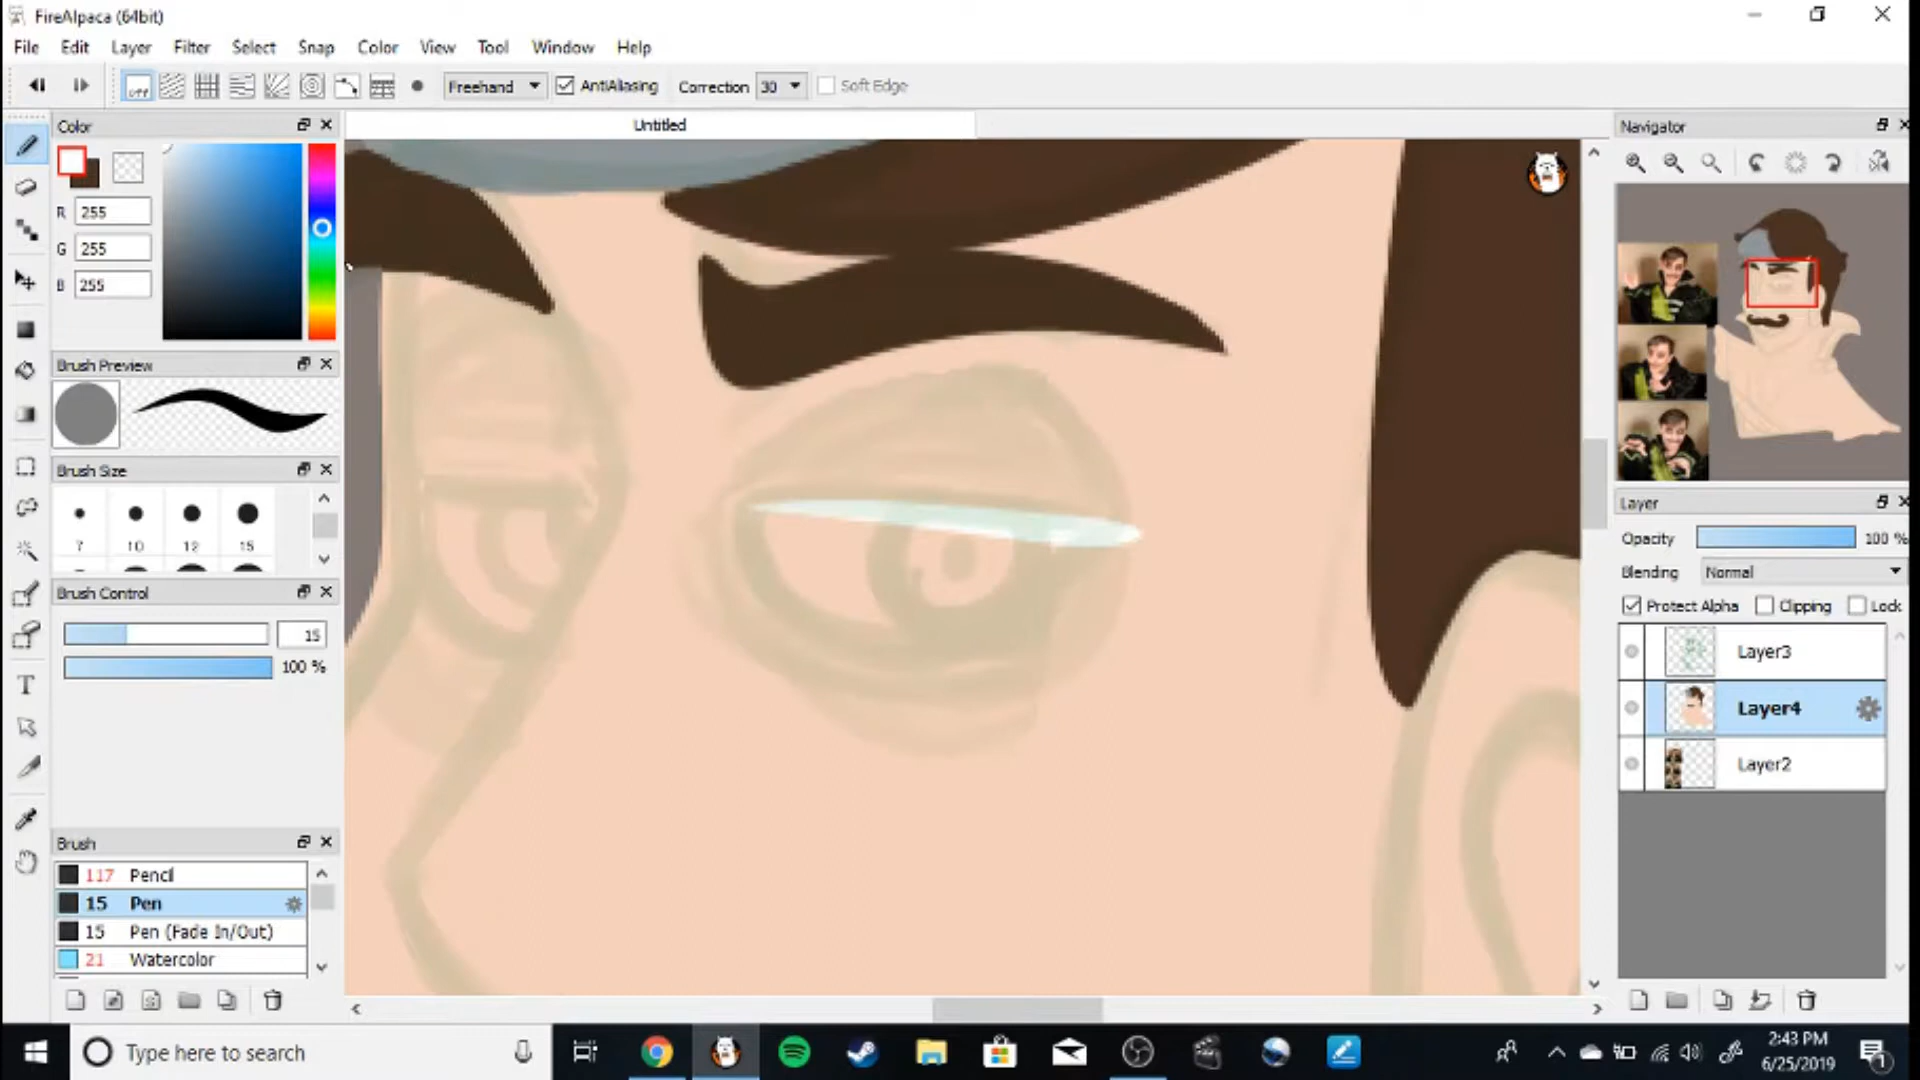 FireAlpaca (64bit)
File Edit Layer Filter Select Snap Color View Tool Window Help
OFF Freehand AntiAliasing Correction 30 Soft Edge
Color
Untitled
Navigator
R 255
G 255
B 255
Brush Preview
Brush Size
7 10 12 15
Brush Control
15
100 %
Layer
Opacity 100 %
Blending Normal
Protect Alpha Clipping Lock
Layer3
Layer4
Layer2
Brush
117 Pencil
15 Pen
15 Pen (Fade In/Out)
21 Watercolor
T
Type here to search
2:43 PM
6/25/2019
1